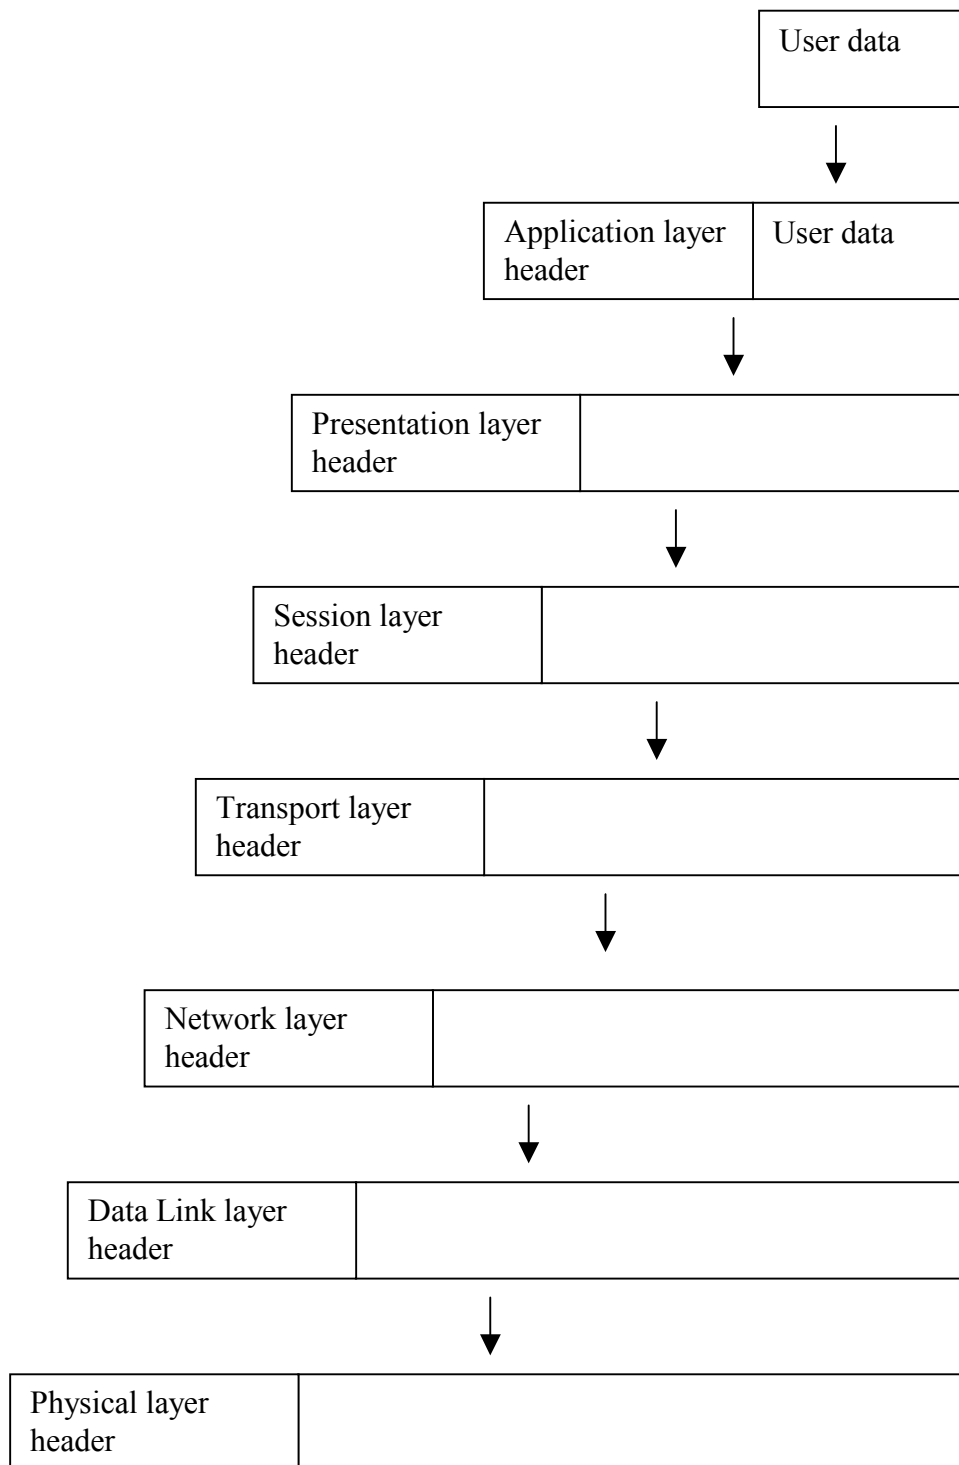 User data
Application layer
header
User data
Presentation layer
header
Session layer
header
Transport layer
header
Network layer
header
Data Link layer
header
Physical layer
header